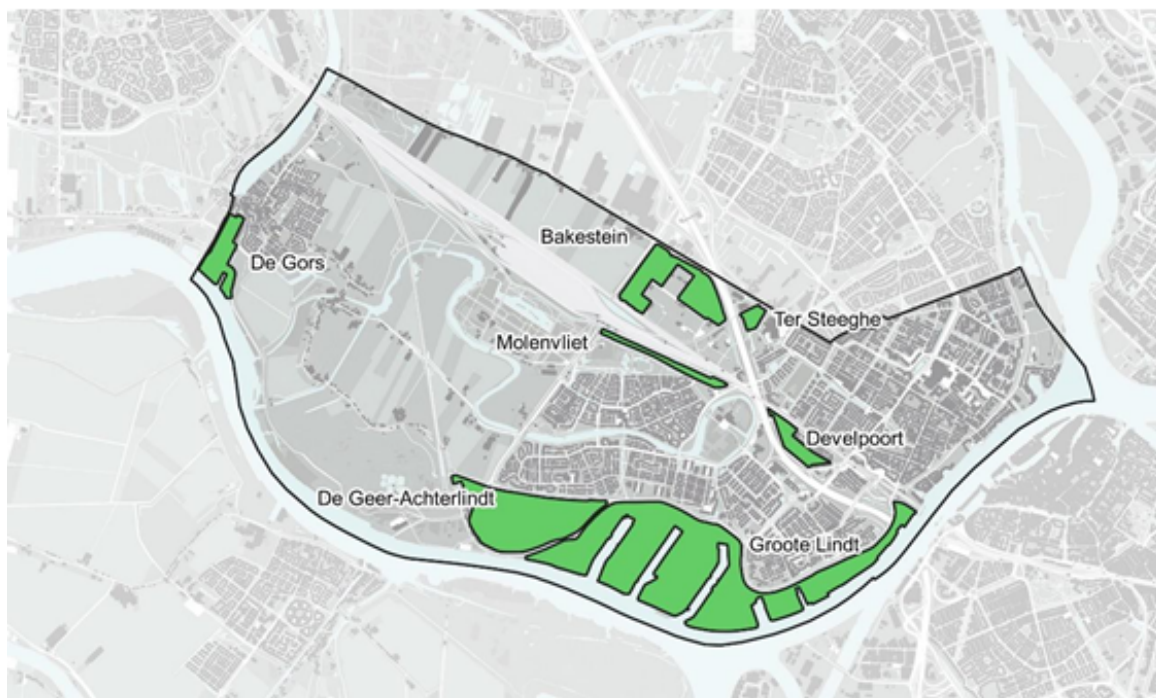 Bakestein
De Gors
Ter Steeghe
Molenvliet
Develpoort
De Geer-Achterlindt
Groote Lindt